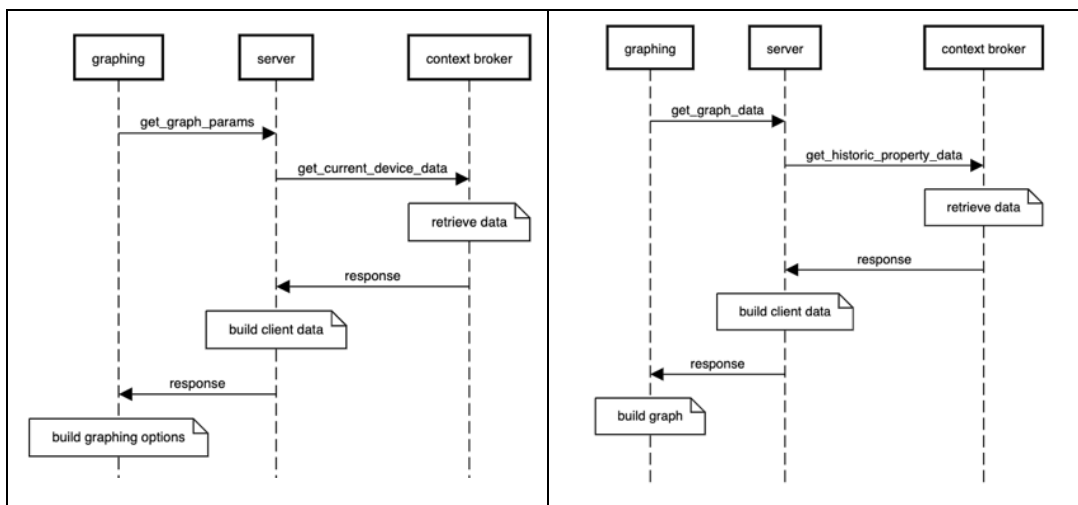 graphing
server
context broker
get_graph_params
get_current_device_data
retrieve data
response
build client data
response
build graphing options
graphing
server
context broker
get_graph_data
get_historic_property_data
retrieve data
response
build client data
response
build graph